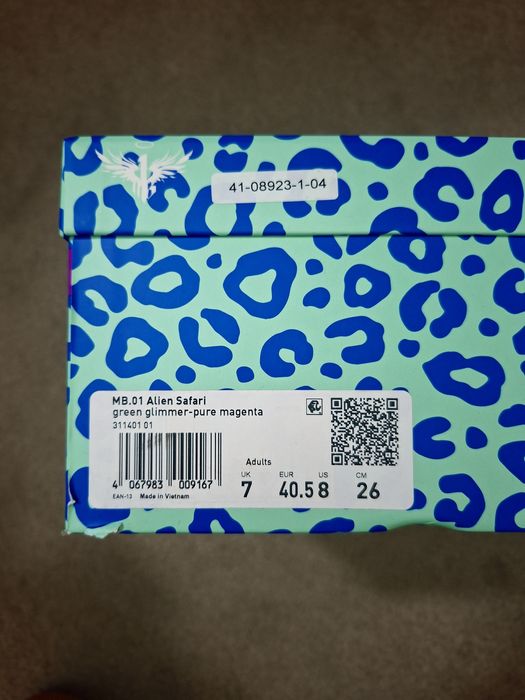 41-08923-1-04
MB.01 Alien Safari
green glimmer-pure magenta
311401 01
Adults
UK EUR US CM
7 40.5 8 26
4 067983 009167
EAN-13 Made in Vietnam